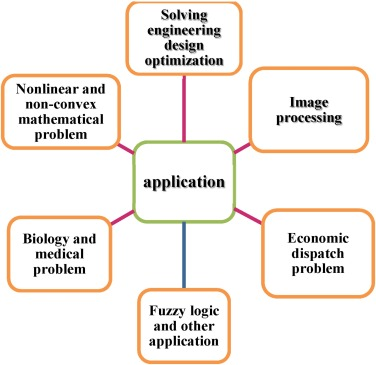 Solving
engineering
design
optimization
Nonlinear and
non-convex
mathematical
problem
Image
processing
application
Biology and
medical
problem
Economic
dispatch
problem
Fuzzy logic
and other
application